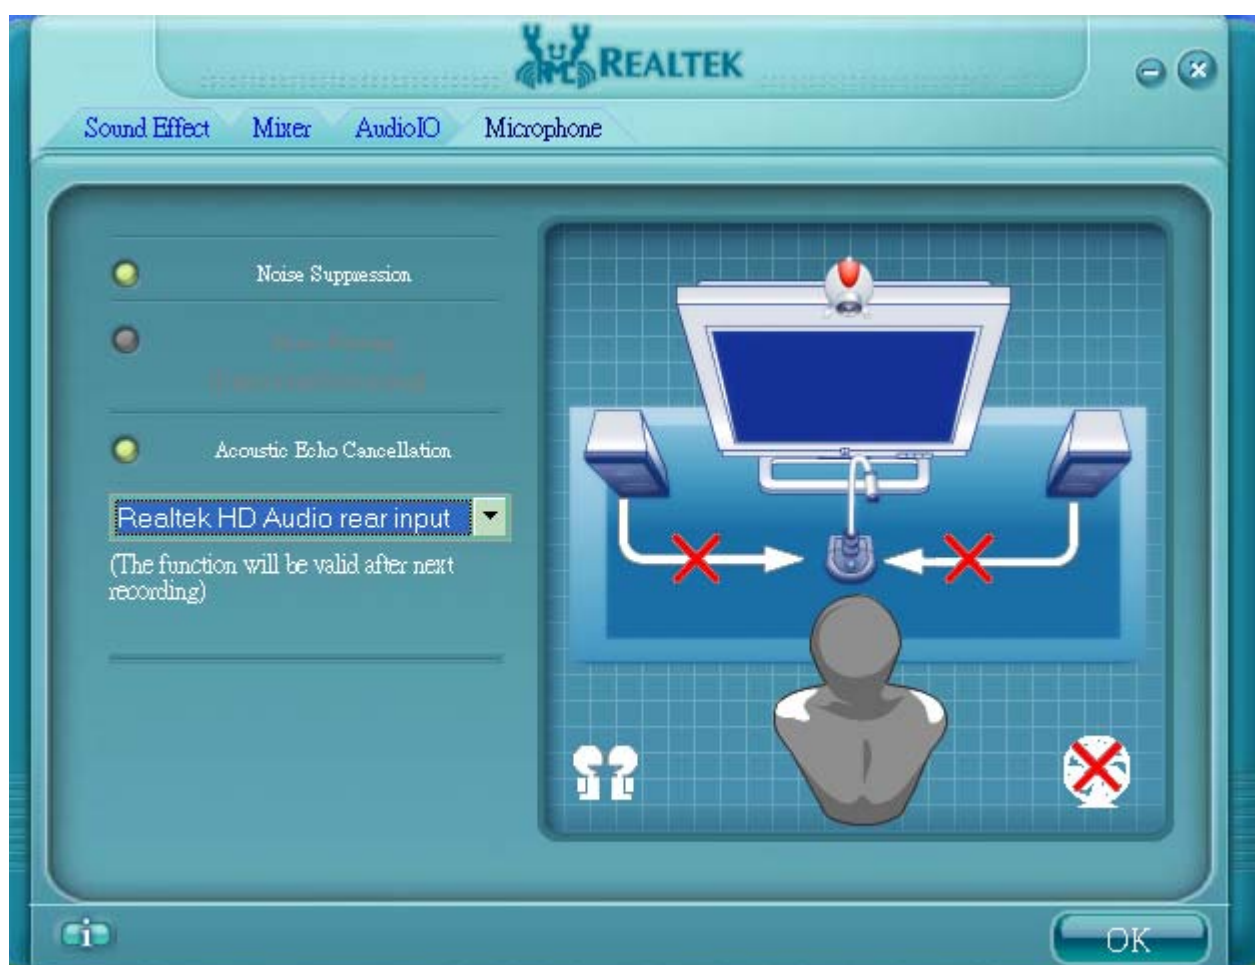 REALTEK
Sound Effect Mixer AudioIO Microphone
Noise Suppression
Acoustic Echo Cancellation
Realtek HD Audio rear input
(The function will be valid after next
recording)
OK